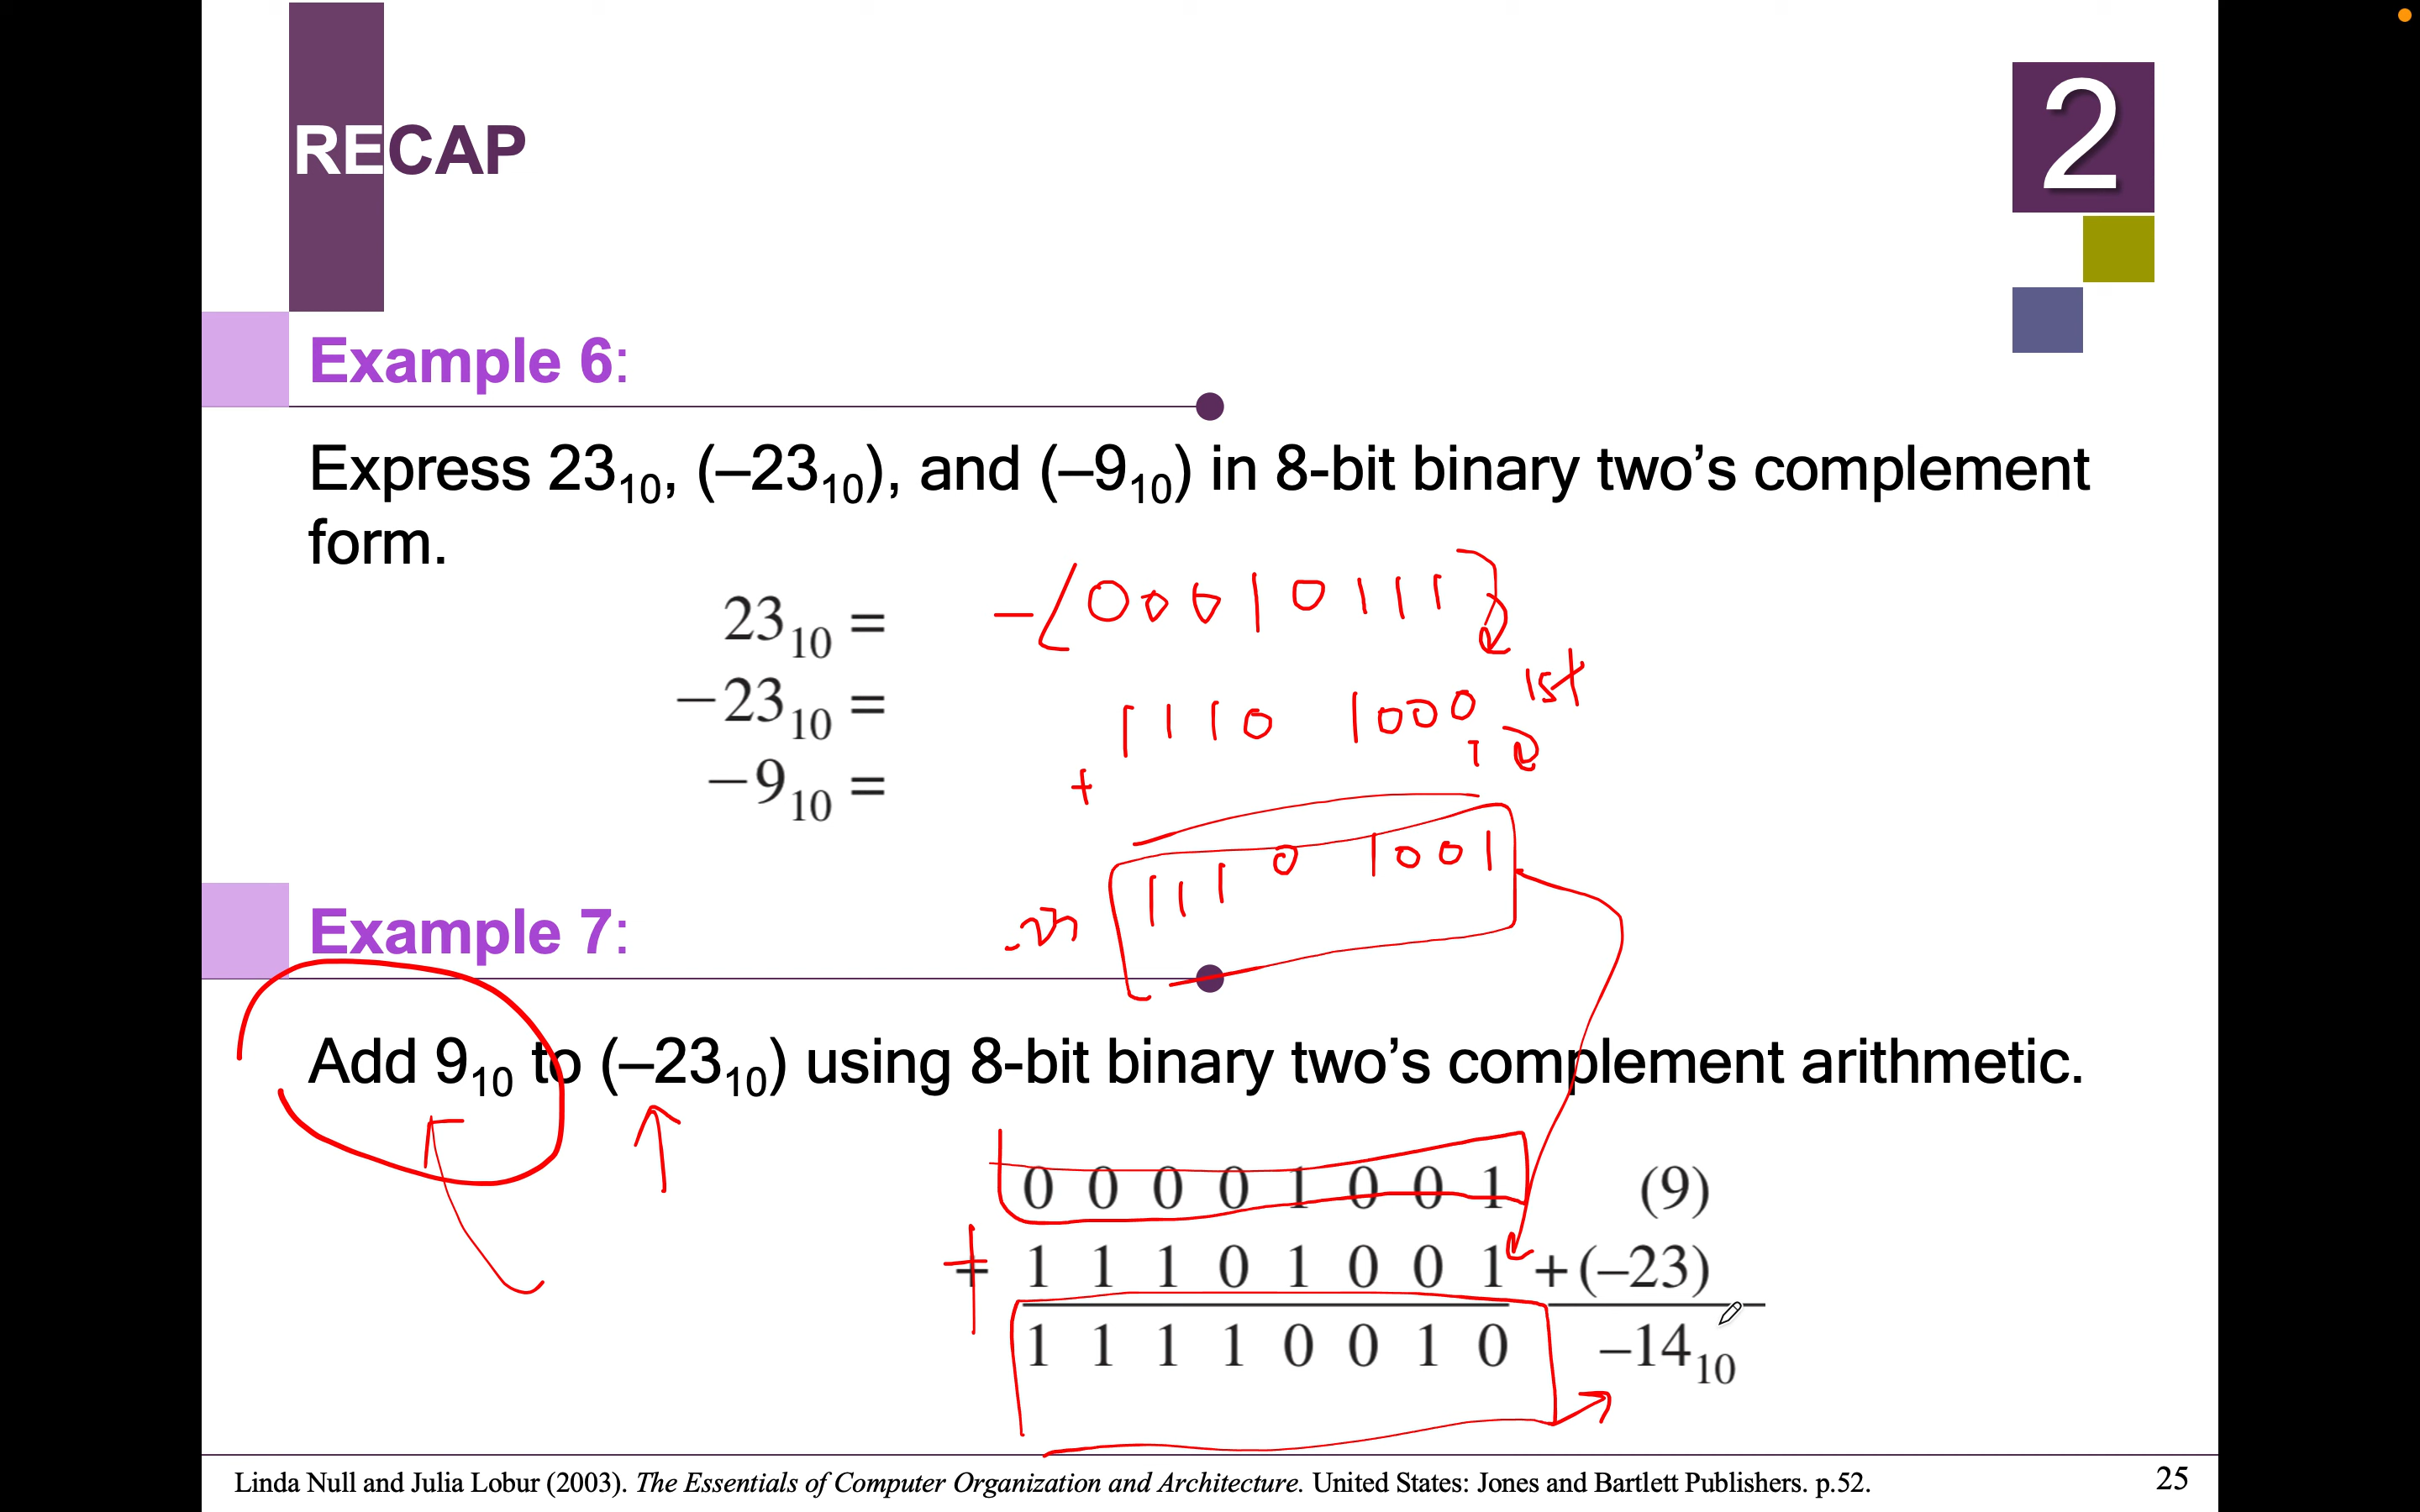 RECAP
2
Example 6:
Express 23₁₀, (–23₁₀), and (–9₁₀) in 8-bit binary two’s complement
form.
23₁₀ =
−23₁₀ =
−9₁₀ =
–(00010111)
1110 1000 1st
+ 1
1110 1001
-23
Example 7:
Add 9₁₀ to (–23₁₀) using 8-bit binary two’s complement arithmetic.
0 0 0 0 1 0 0 1 (9)
+ 1 1 1 0 1 0 0 1 +(–23)
1 1 1 1 0 0 1 0 –14₁₀
Linda Null and Julia Lobur (2003). The Essentials of Computer Organization and Architecture. United States: Jones and Bartlett Publishers. p.52.
25